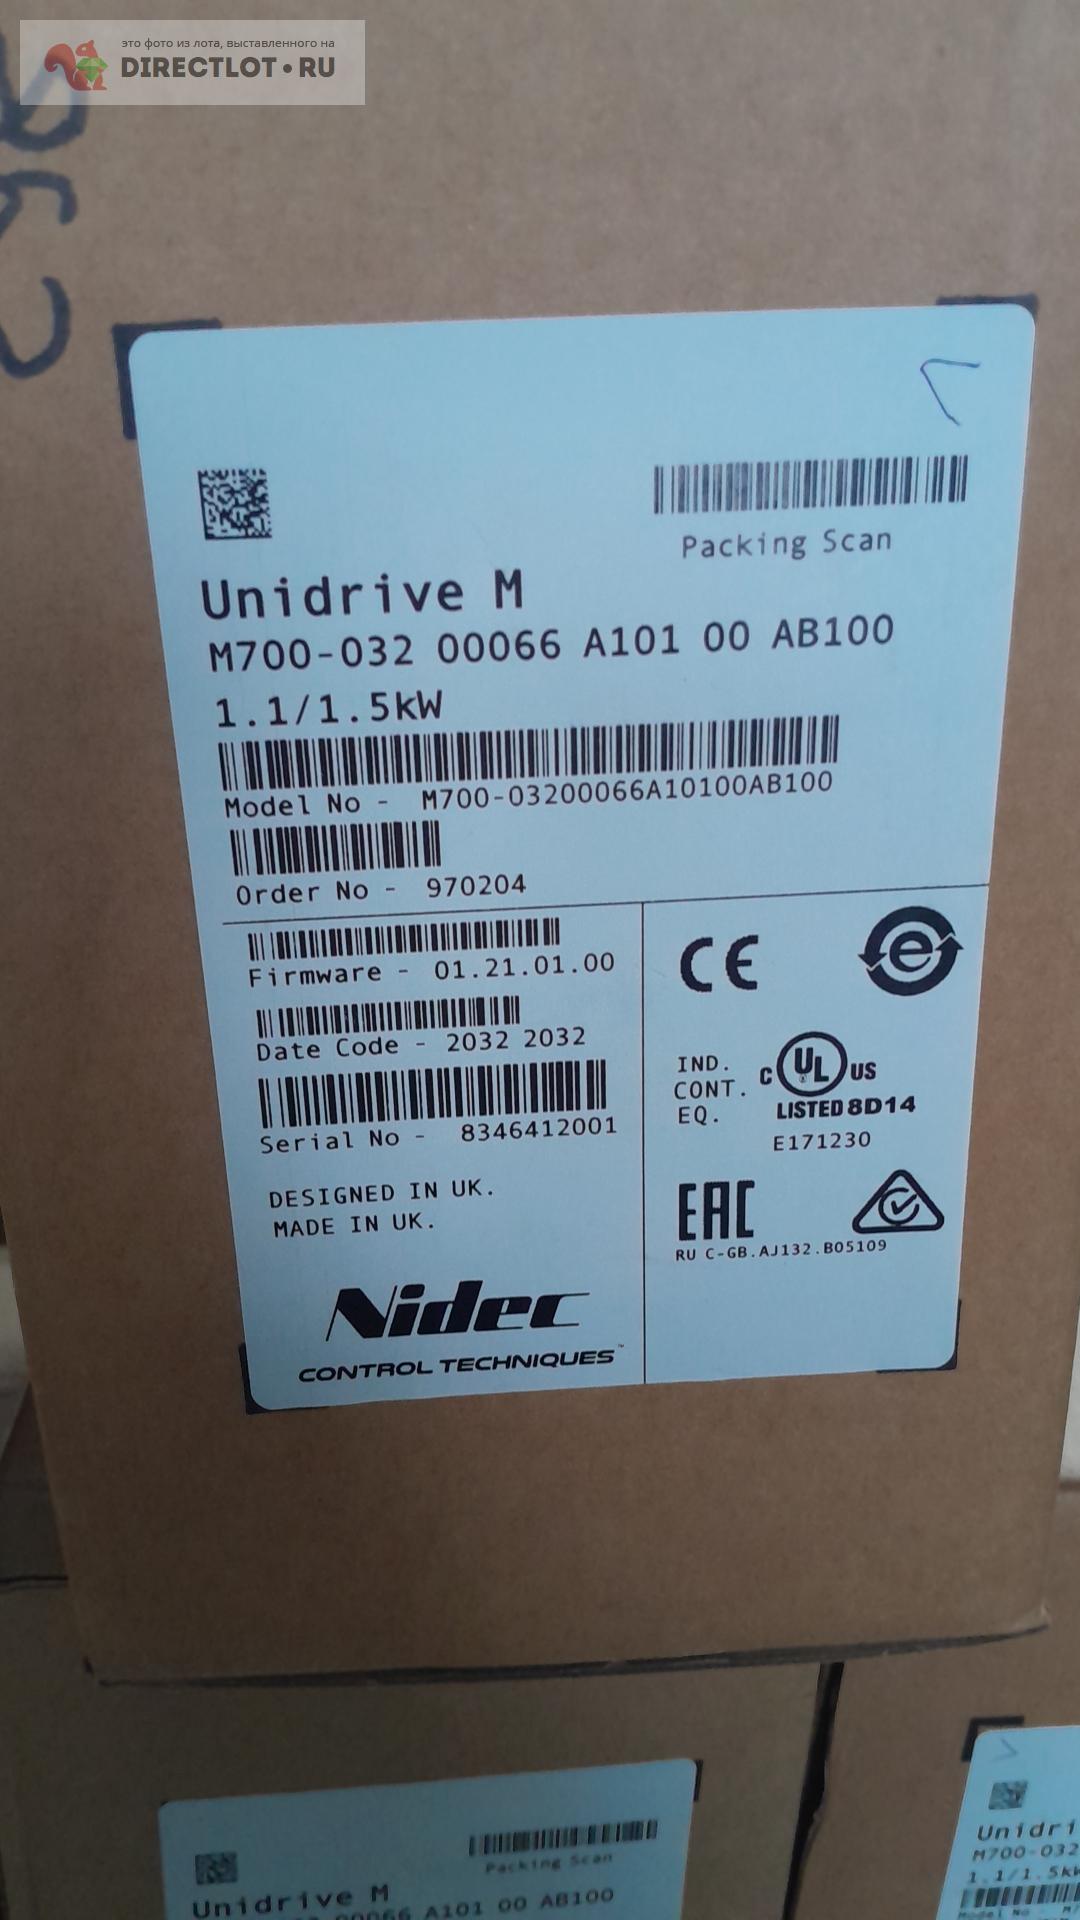 это фото из лота, выставленного на
DIRECTLOT•RU
Packing Scan
Unidrive M
M700-032 00066 A101 00 AB100
1.1/1.5kW
Model No - M700-03200066A10100AB100
Order No - 970204
Firmware - 01.21.01.00
Date Code - 2032 2032
Serial No - 8346412001
DESIGNED IN UK.
MADE IN UK.
Nidec
CONTROL TECHNIQUES™
CE
e
IND.
CONT.
EQ.
C UL US
LISTED 8D14
E171230
EAC
RU C-GB.AJ132.B05109
Packing Scan
Unidrive M
00066 A101 00 AB100
Unidri
M700-032
1.1/1.5kW
Model No - M7